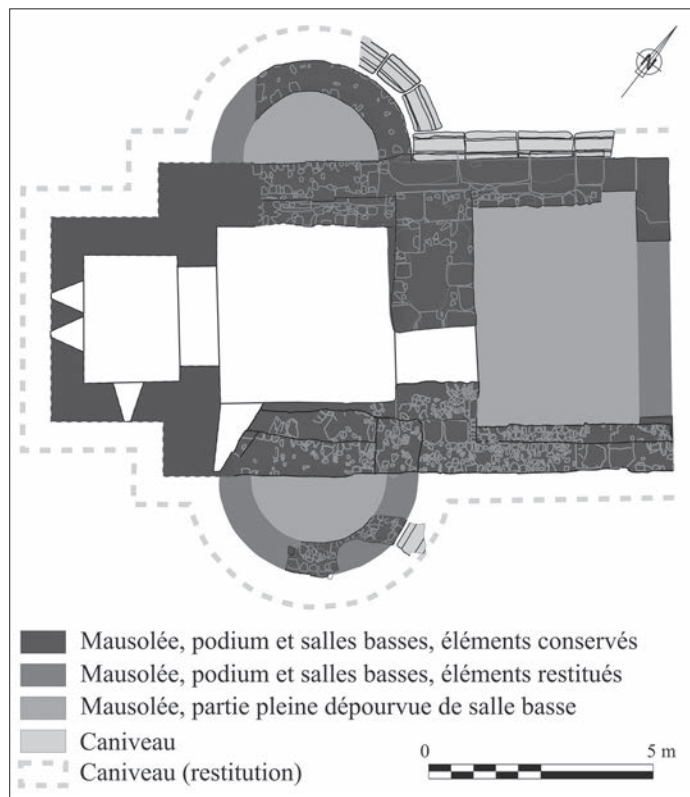 N
Mausolée, podium et salles basses, éléments conservés
Mausolée, podium et salles basses, éléments restitués
Mausolée, partie pleine dépourvue de salle basse
Caniveau
Caniveau (restitution)
0 5 m